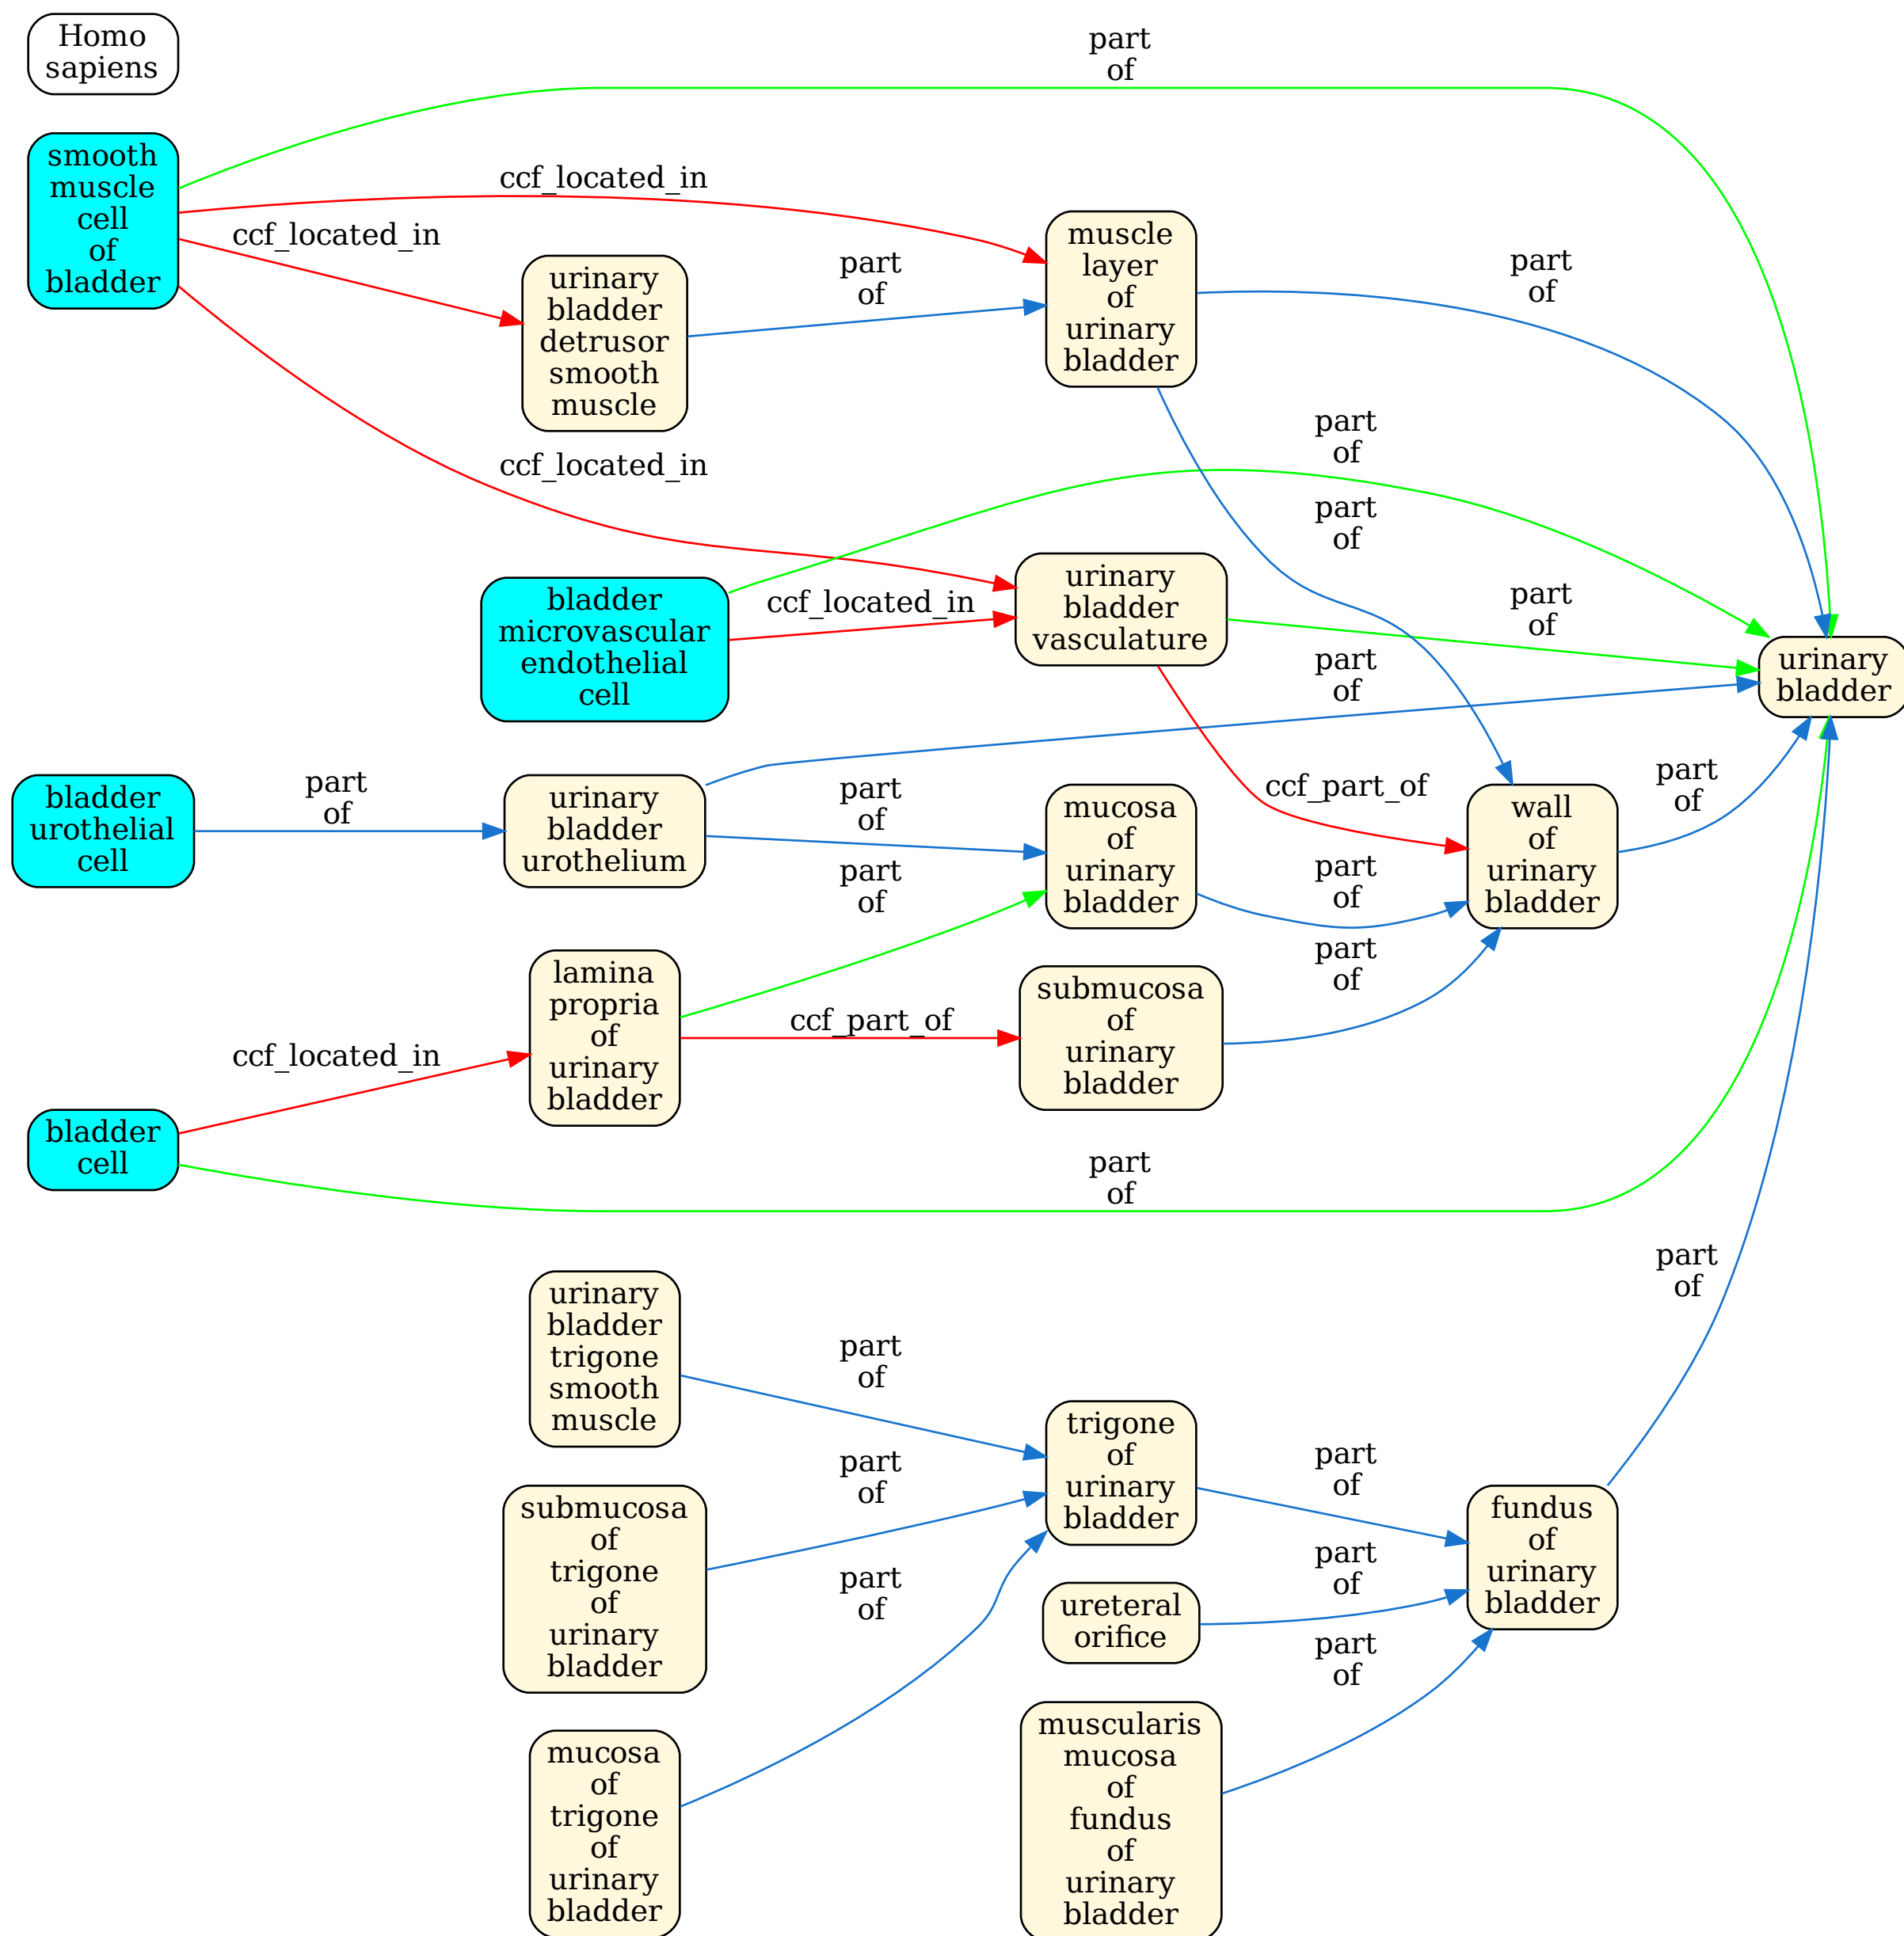 Homo
sapiens
part
of
smooth
muscle
cell
of
bladder
ccf_located_in
ccf_located_in
ccf_located_in
urinary
bladder
detrusor
smooth
muscle
part
of
muscle
layer
of
urinary
bladder
part
of
part
of
part
of
bladder
microvascular
endothelial
cell
ccf_located_in
urinary
bladder
vasculature
part
of
part
of
urinary
bladder
bladder
urothelial
cell
part
of
urinary
bladder
urothelium
part
of
part
of
mucosa
of
urinary
bladder
ccf_part_of
part
of
part
of
wall
of
urinary
bladder
part
of
lamina
propria
of
urinary
bladder
ccf_part_of
submucosa
of
urinary
bladder
ccf_located_in
bladder
cell
part
of
part
of
urinary
bladder
trigone
smooth
muscle
part
of
part
of
part
of
submucosa
of
trigone
of
urinary
bladder
mucosa
of
trigone
of
urinary
bladder
trigone
of
urinary
bladder
part
of
part
of
part
of
ureteral
orifice
fundus
of
urinary
bladder
muscularis
mucosa
of
fundus
of
urinary
bladder